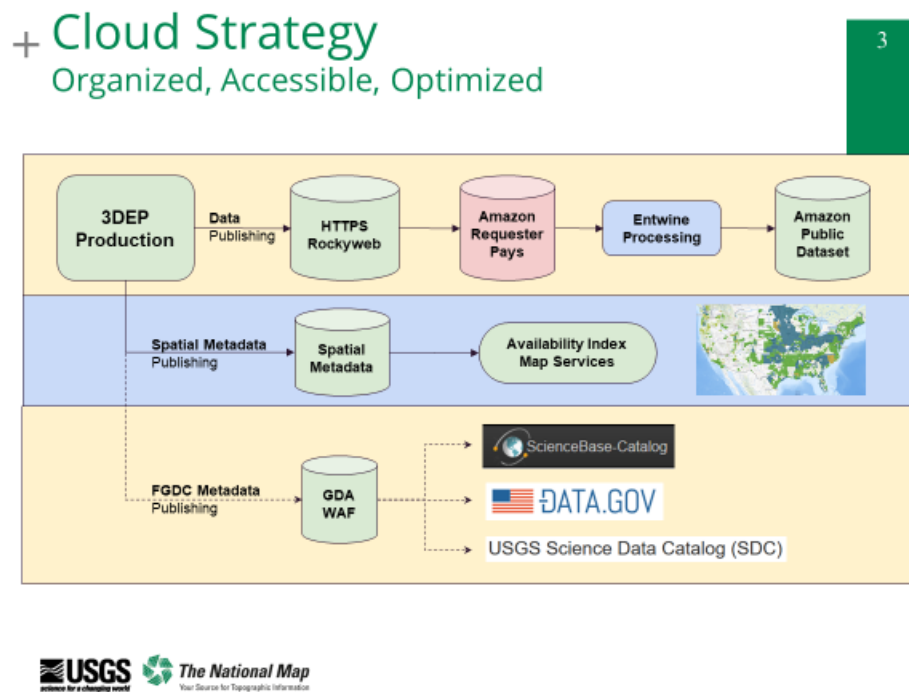 + Cloud Strategy
Organized, Accessible, Optimized
3
3DEP
Production
Data
Publishing
HTTPS
Rockyweb
Amazon
Requester
Pays
Entwine
Processing
Amazon
Public
Dataset
Spatial Metadata
Publishing
Spatial
Metadata
Availability Index
Map Services
FGDC Metadata
Publishing
GDA
WAF
ScienceBase-Catalog
DATA.GOV
USGS Science Data Catalog (SDC)
USGS
science for a changing world
The National Map
Your Source for Topographic Information